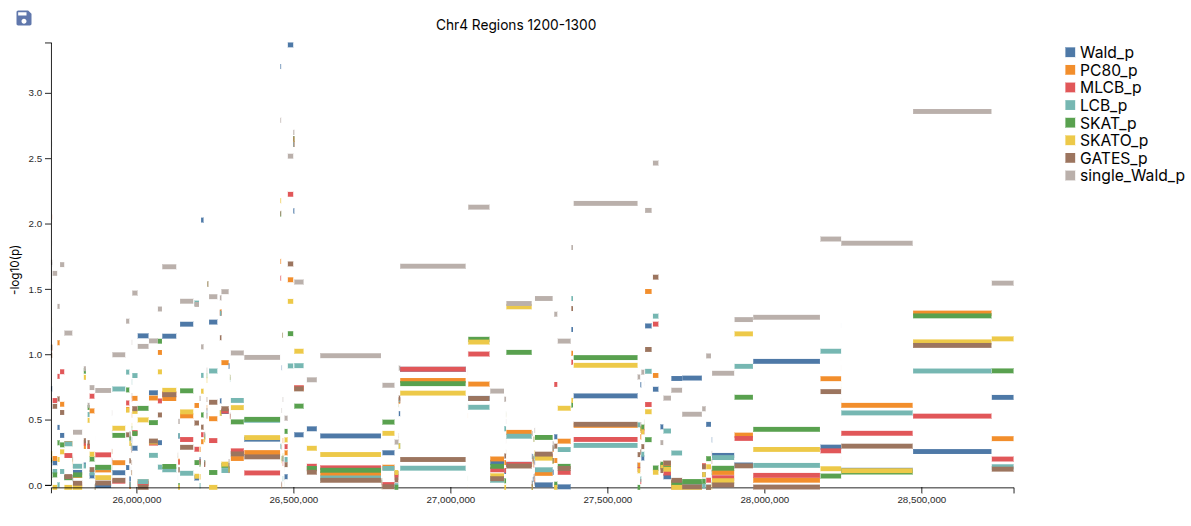 Chr4 Regions 1200-1300
Wald_p
PC80_p
MLCB_p
LCB_p
SKAT_p
SKATO_p
GATES_p
single_Wald_p
-log10(p)
3.0
2.5
2.0
1.5
1.0
0.5
0.0
26,000,000 26,500,000 27,000,000 27,500,000 28,000,000 28,500,000